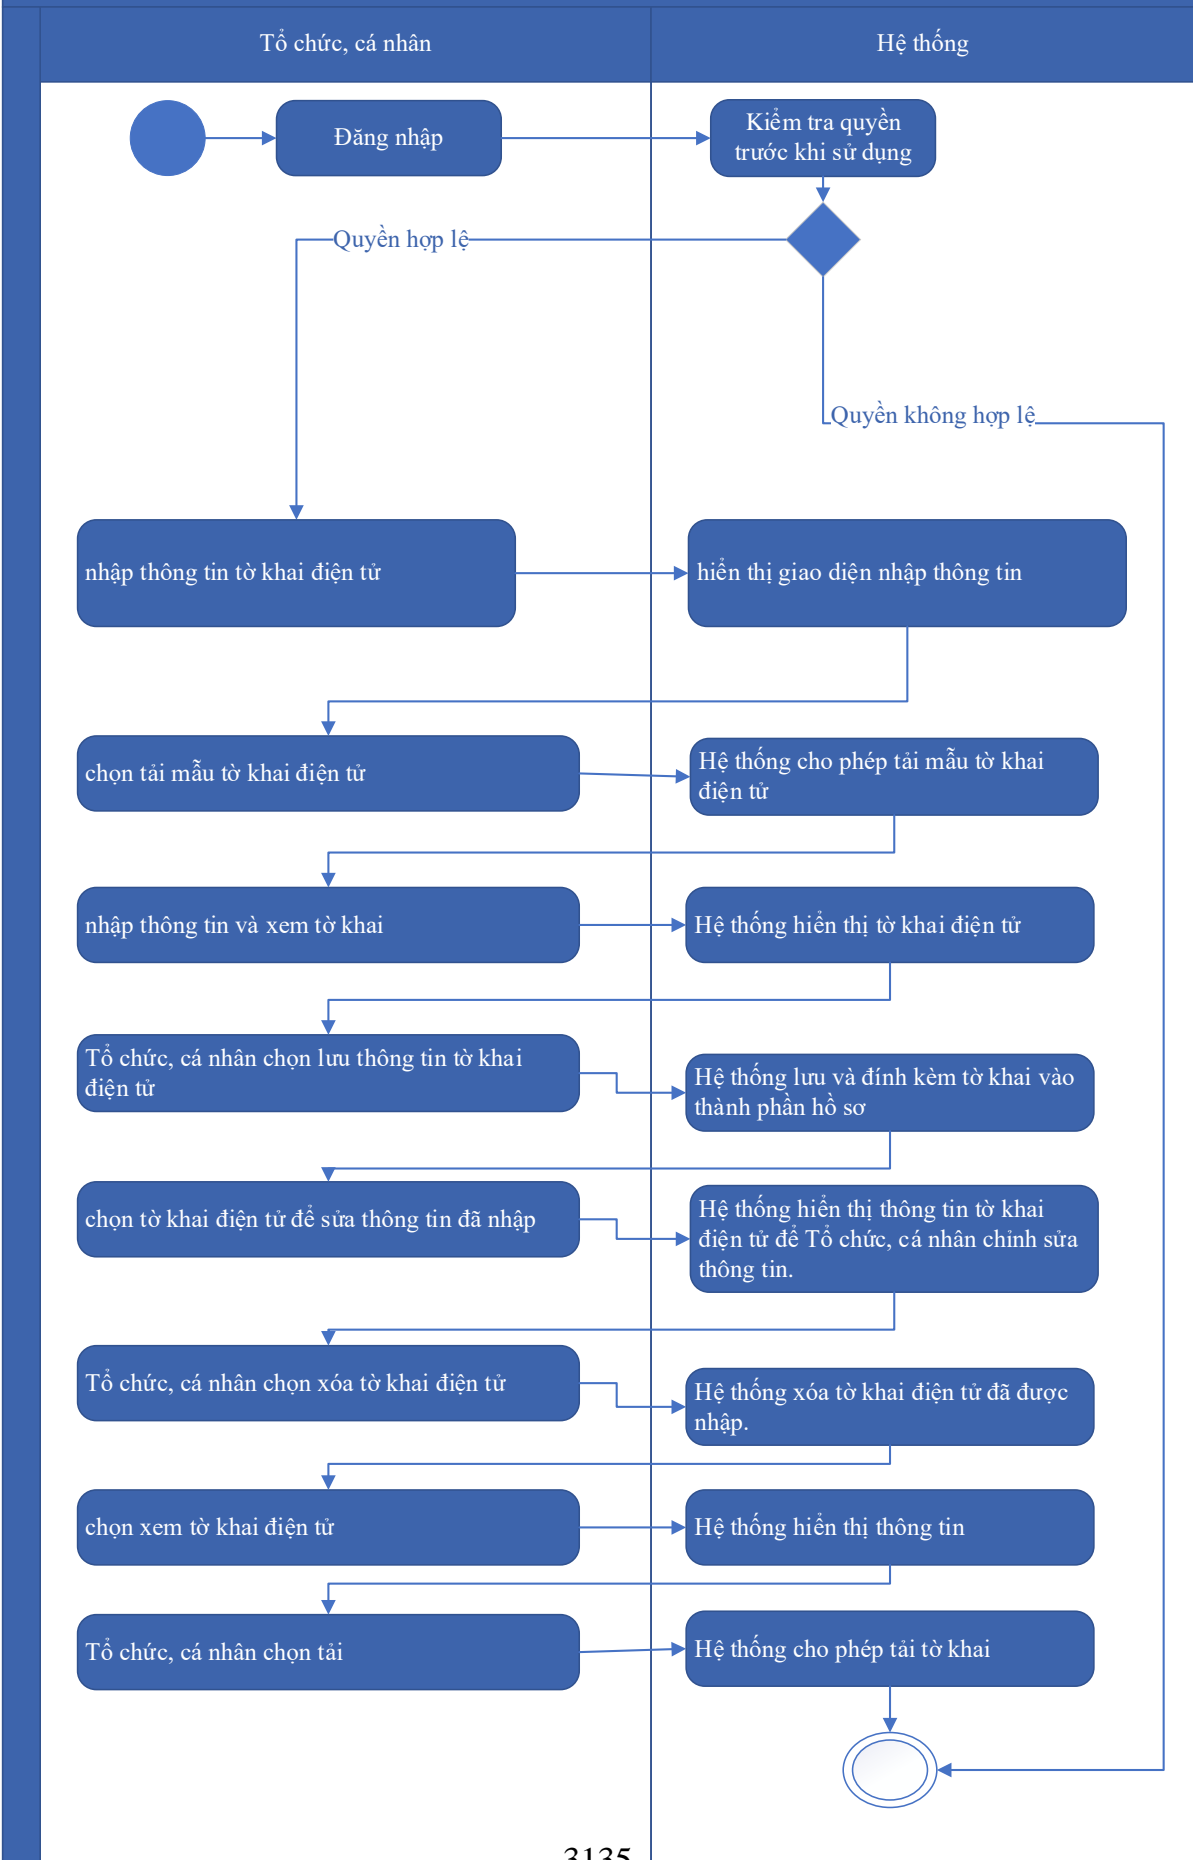 Tổ chức, cá nhân
Hệ thống
Đăng nhập
Kiểm tra quyền
trước khi sử dụng
Quyền hợp lệ
Quyền không hợp lệ
nhập thông tin tờ khai điện tử
hiển thị giao diện nhập thông tin
chọn tải mẫu tờ khai điện tử
Hệ thống cho phép tải mẫu tờ khai
điện tử
nhập thông tin và xem tờ khai
Hệ thống hiển thị tờ khai điện tử
Tổ chức, cá nhân chọn lưu thông tin tờ khai
điện tử
Hệ thống lưu và đính kèm tờ khai vào
thành phần hồ sơ
chọn tờ khai điện tử để sửa thông tin đã nhập
Hệ thống hiển thị thông tin tờ khai
điện tử để Tổ chức, cá nhân chỉnh sửa
thông tin.
Tổ chức, cá nhân chọn xóa tờ khai điện tử
Hệ thống xóa tờ khai điện tử đã được
nhập.
chọn xem tờ khai điện tử
Hệ thống hiển thị thông tin
Tổ chức, cá nhân chọn tải
Hệ thống cho phép tải tờ khai
3135